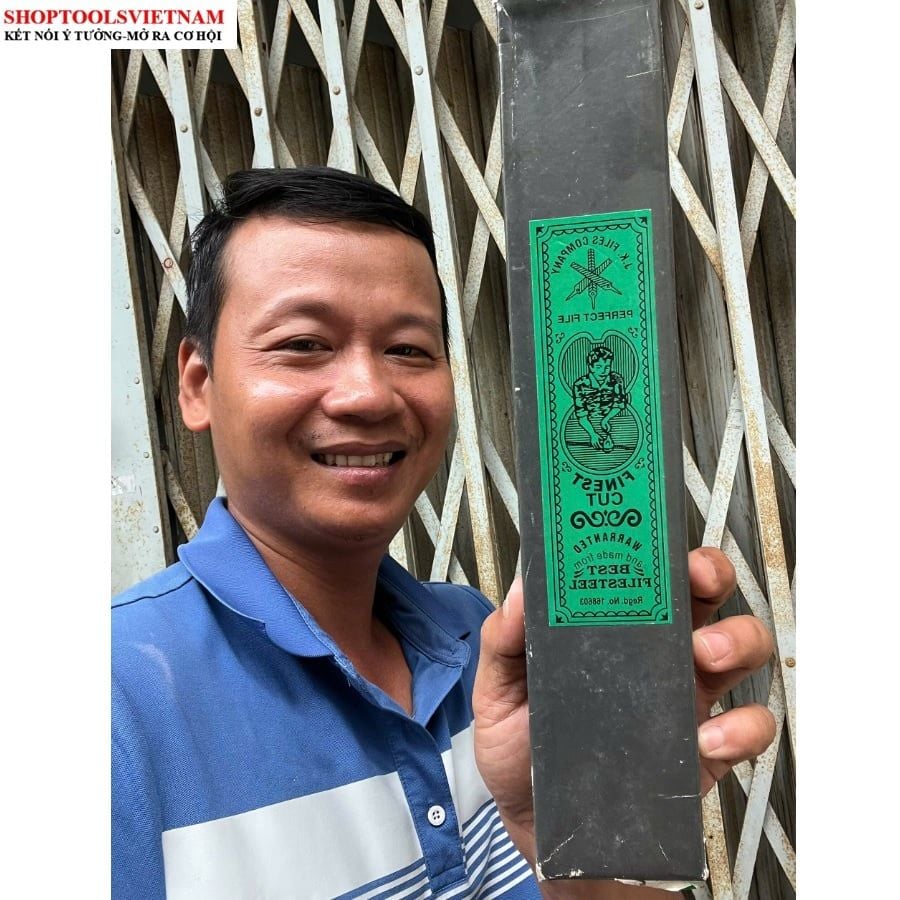 SHOPTOOLSVIETNAM
KẾT NỐI Ý TƯỞNG-MỞ RA CƠ HỘI
J.K. FILES COMPANY
PERFECT FILE
FINEST
CUT
WARRANTED
and made from
BEST
FILESTEEL
Regd. No. 168603